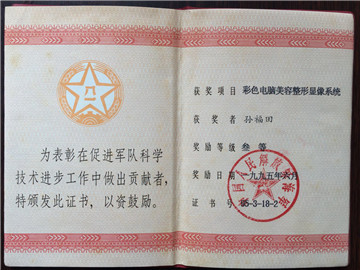 八一
为表彰在促进军队科学
技术进步工作中做出贡献者,
特颁发此证书,以资鼓励。
获奖项目 彩色电脑美容整形显像系统
获奖者 孙福田
奖励等级 叁等
奖励日期 一九九五年六月
证书号 95-3-18-2